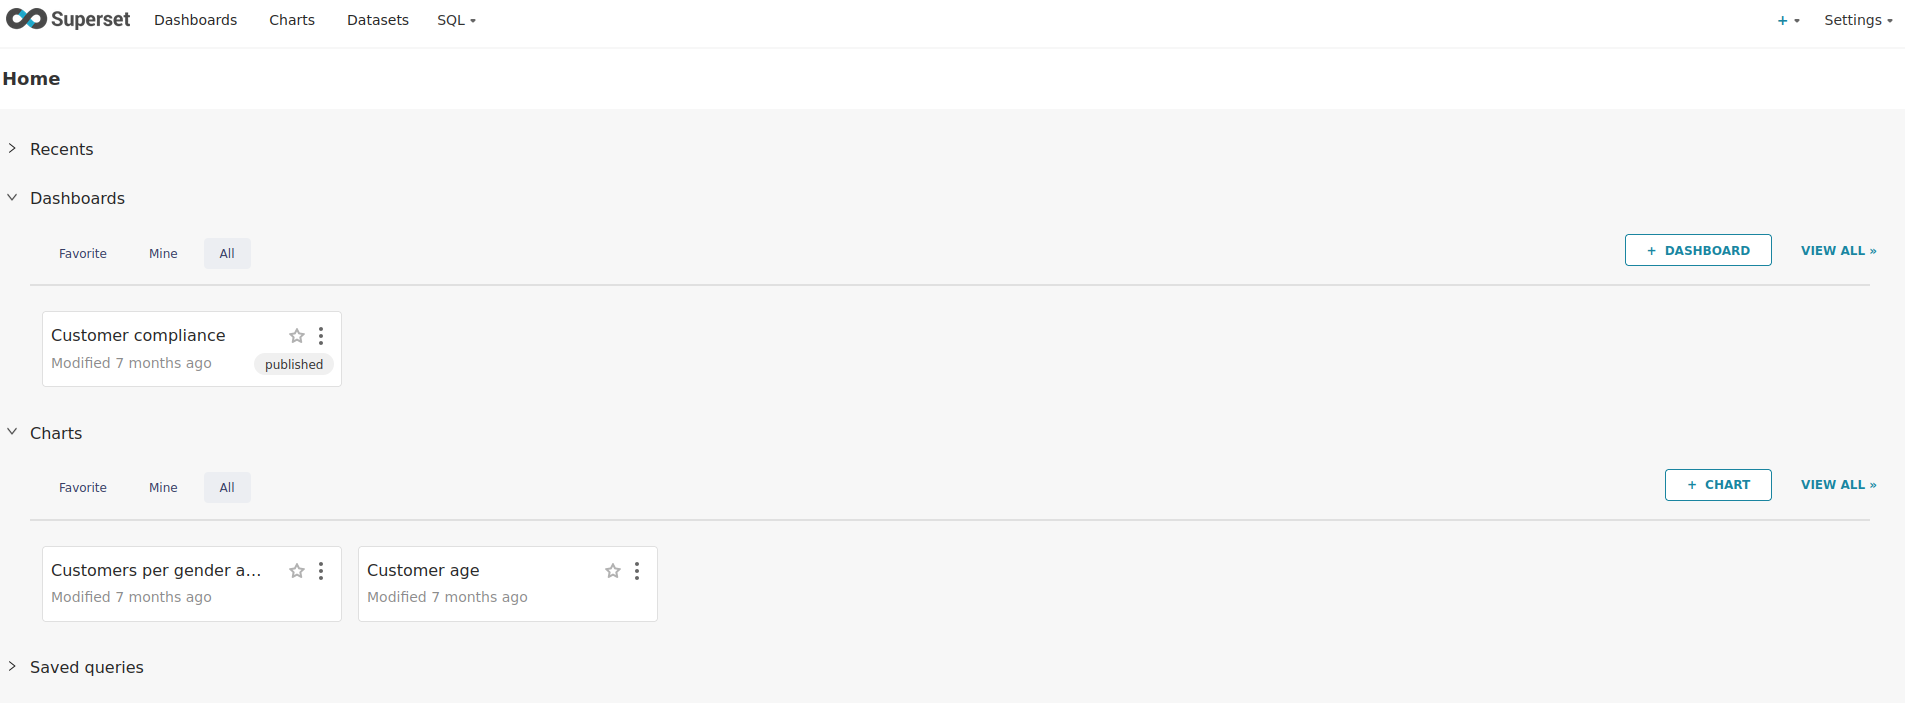 Superset Dashboards Charts Datasets SQL + Settings
Home
Recents
Dashboards
Favorite Mine All + DASHBOARD VIEW ALL »
Customer compliance
Modified 7 months ago published
Charts
Favorite Mine All + CHART VIEW ALL »
Customers per gender a... Customer age
Modified 7 months ago Modified 7 months ago
Saved queries